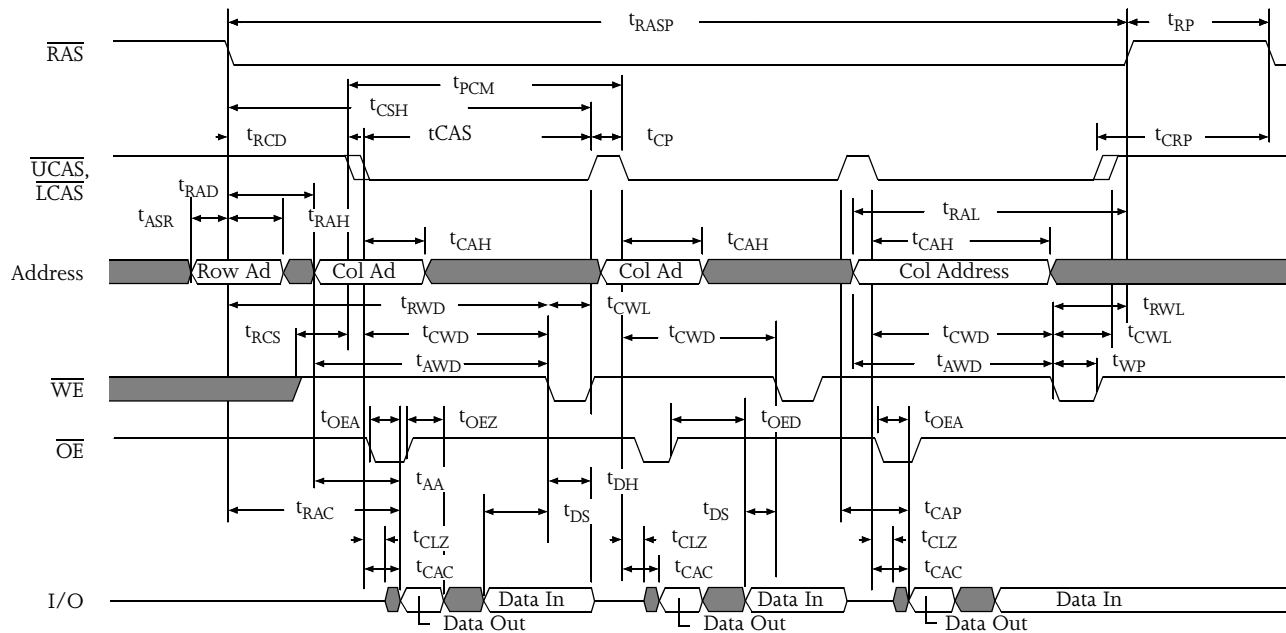 tRASP tRP
RAS
tPCM
tCSH
tRCD tCAS tCP tCRP
UCAS,
LCAS
tRAD
tASR tRAH tRAL
tCAH tCAH tCAH
Address Row Ad Col Ad Col Ad Col Address
tRWD tCWL tRWL
tRCS tCWD tCWD tCWD tCWL
tAWD tAWD tWP
WE
tOEA tOEZ tOED tOEA
OE
tAA tDH
tRAC tDS tDS tCAP
tCLZ tCLZ tCLZ
tCAC tCAC tCAC
I/O Data In Data In Data In
Data Out Data Out Data Out